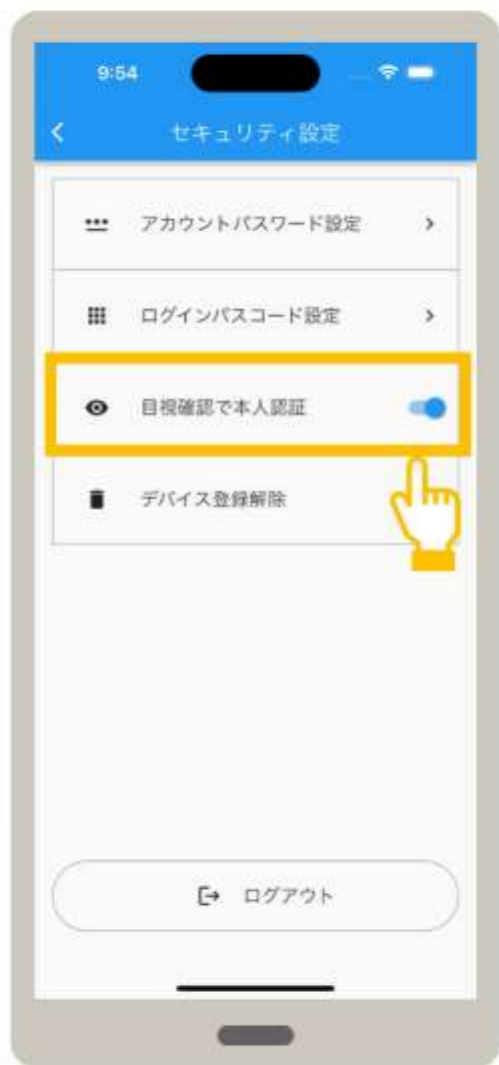 9:54
セキュリティ設定
アカウントパスワード設定
ログインパスコード設定
目視確認で本人認証
デバイス登録解除
ログアウト